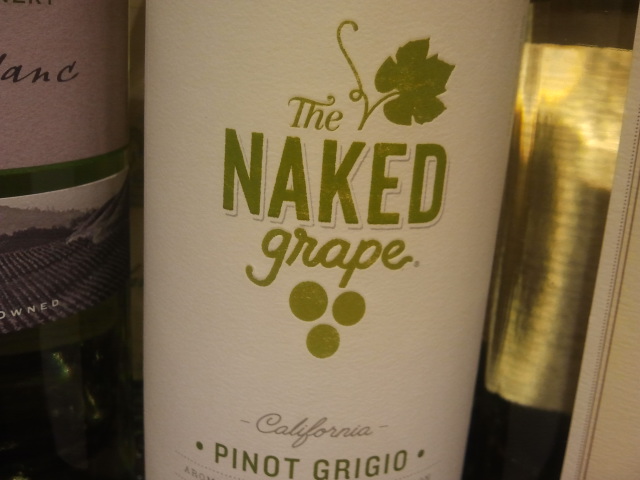 lanc
OWNED
The
NAKED
grape
- California -
• PINOT GRIGIO •